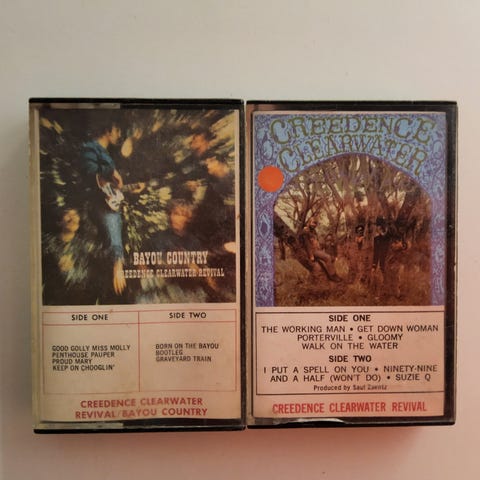 BAYOU COUNTRY
CREEDENCE CLEARWATER REVIVAL
SIDE ONE
SIDE TWO
GOOD GOLLY MISS MOLLY
PENTHOUSE PAUPER
PROUD MARY
KEEP ON CHOOGLIN'
BORN ON THE BAYOU
BOOTLEG
GRAVEYARD TRAIN
CREEDENCE CLEARWATER
REVIVAL/BAYOU COUNTRY
CREEDENCE
CLEARWATER
SIDE ONE
THE WORKING MAN • GET DOWN WOMAN
PORTERVILLE • GLOOMY
WALK ON THE WATER
SIDE TWO
I PUT A SPELL ON YOU • NINETY-NINE
AND A HALF (WON'T DO) • SUZIE Q
Produced by Saul Zaentz
CREEDENCE CLEARWATER REVIVAL